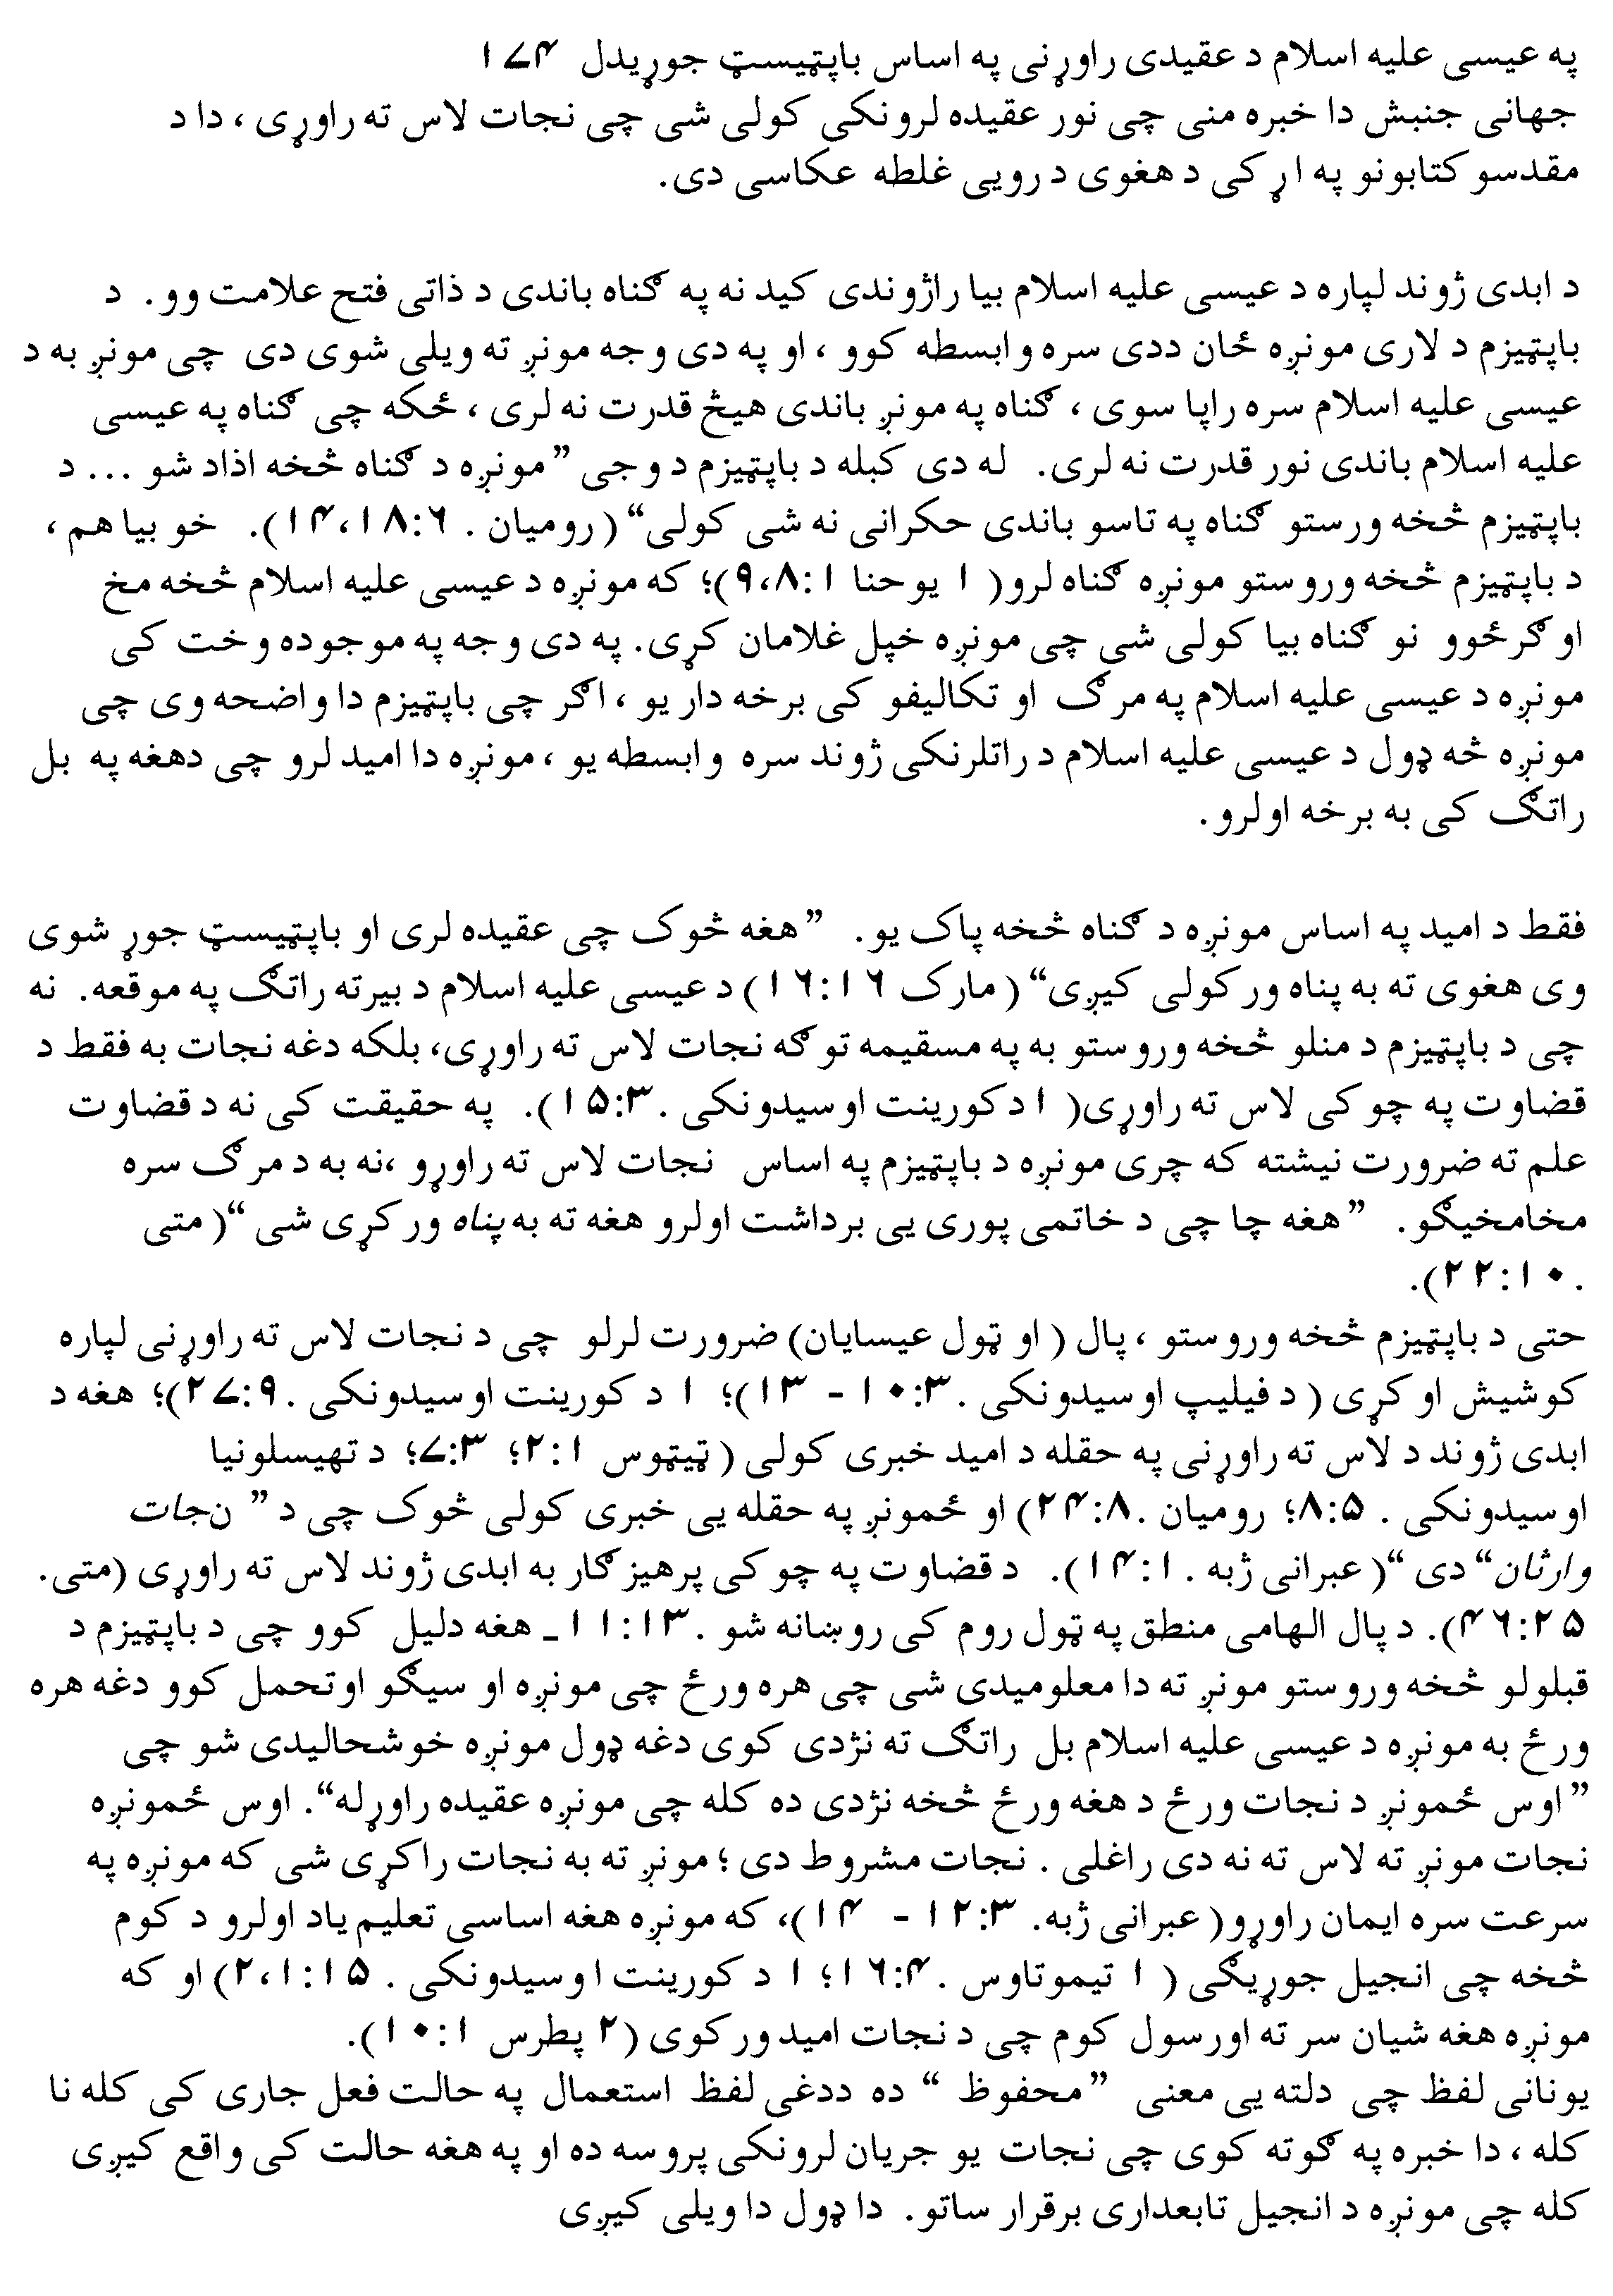 په عیسی علیه اسلام د عقیدی راوړنی په اساس باپټیسټ جوړیدل ۱۷۴
جهانی جنبش دا خبره منی چی نور عقیده لرونکی کولی شی چی نجات لاس ته راوړی ، دا د
مقدسو کتابونو په اړ کی د هغوی د رویی غلطه عکاسی دی.
د ابدی ژوند لپاره د عیسی علیه اسلام بیا راژوندی کید نه په ګناه باندی د ذاتی فتح علامت وو. د
باپټیزم د لاری مونږه ځان ددی سره وابسطه کوو ، او په دی وجه مونږ ته ویلی شوی دی چی مونږ به د
عیسی علیه اسلام سره راپا سوی ، ګناه په مونږ باندی هیڅ قدرت نه لری ، ځکه چی ګناه په عیسی
علیه اسلام باندی نور قدرت نه لری. له دی کبله د باپټیزم د وجی ”مونږه د ګناه څخه اذاد شو ... د
باپټیزم څخه ورستو ګناه په تاسو باندی حکرانی نه شی کولی“ (رومیان . ۶:۱۸،۱۴). خو بیا هم ،
د باپټیزم څخه وروستو مونږه ګناه لرو( ۱ یوحنا ۱:۸،۹)؛ که مونږه د عیسی علیه اسلام څخه مخ
او ګرځوو نو ګناه بیا کولی شی چی مونږه خپل غلامان کړی. په دی وجه په موجوده وخت کی
مونږه د عیسی علیه اسلام په مرګ او تکالیفو کی برخه دار یو ، اګر چی باپټیزم دا واضحه وی چی
مونږه څه ډول د عیسی علیه اسلام د راتلرنکی ژوند سره وابسطه یو ، مونږه دا امید لرو چی دهغه په بل
راتګ کی به برخه اولرو.
فقط د امید په اساس مونږه د ګناه څخه پاک یو. ”هغه څوک چی عقیده لری او باپټیسټ جوړ شوی
وی هغوی ته به پناه ورکولی کیږی“ (مارک ۱۶:۱۶) د عیسی علیه اسلام د بیرته راتګ په موقعه. نه
چی د باپټیزم د منلو څخه وروستو به په مسقیمه توګه نجات لاس ته راوړی، بلکه دغه نجات به فقط د
قضاوت په چوکی لاس ته راوړی( ۱ د کورینت اوسیدونکی .۱۵:۳). په حقیقت کی نه د قضاوت
علم ته ضرورت نیشته که چری مونږه د باپټیزم په اساس نجات لاس ته راوړو ،نه به د مرګ سره
مخامخیګو. ”هغه چا چی د خاتمی پوری یی برداشت اولرو هغه ته به پناه ورکړی شی “( متی
.۲۲:۱۰).
حتی د باپټیزم څخه وروستو ، پال ( او ټول عیسایان) ضرورت لرلو چی د نجات لاس ته راوړنی لپاره
کوشیش اوکړی ( د فیلیپ اوسیدونکی .۳:۱۰ - ۱۳)؛ ۱ د کورینت اوسیدونکی .۹:۲۷)؛ هغه د
ابدی ژوند د لاس ته راوړنی په حقله د امید خبری کولی ( ټیټوس ۱:۲؛ ۳:۷؛ د تهیسلونیا
اوسیدونکی . ۵:۸؛ رومیان .۸:۲۴) او ځمونږ په حقله یی خبری کولی څوک چی د ” نجات
وارثان“ دی “( عبرانی ژبه .۱:۱۴). د قضاوت په چوکی پرهیزګار به ابدی ژوند لاس ته راوړی (متی.
۲۵:۴۶). د پال الهامی منطق په ټول روم کی روښانه شو .۱۳:۱۱ـ هغه دلیل کوو چی د باپټیزم د
قبلولو څخه وروستو مونږ ته دا معلومیدی شی چی هره ورځ چی مونږه او سیګو اوتحمل کوو دغه هره
ورځ به مونږه د عیسی علیه اسلام بل راتګ ته نژدی کوی دغه ډول مونږه خوشحالیدی شو چی
” اوس ځمونږ د نجات ورځ د هغه ورځ څخه نژدی ده کله چی مونږه عقیده راوړله“. اوس ځمونږه
نجات مونږ ته لاس ته نه دی راغلی . نجات مشروط دی ؛ مونږ ته به نجات راکړی شی که مونږه په
سرعت سره ایمان راوړو( عبرانی ژبه. ۳:۱۲ - ۱۴)، که مونږه هغه اساسی تعلیم یاد اولرو د کوم
څخه چی انجیل جوړیګی ( ۱ تیموتاوس .۴:۱۶؛ ۱ د کورینت اوسیدونکی . ۱۵:۱،۲) او که
مونږه هغه شیان سر ته اورسول کوم چی د نجات امید ورکوی (۲ پطرس ۱:۱۰).
یونانی لفظ چی دلته یی معنی ”محفوظ “ ده ددغی لفظ استعمال په حالت فعل جاری کی کله نا
کله ، دا خبره په ګوته کوی چی نجات یو جریان لرونکی پروسه ده او په هغه حالت کی واقع کیږی
کله چی مونږه د انجیل تابعداری برقرار ساتو. دا ډول دا ویلی کیږی